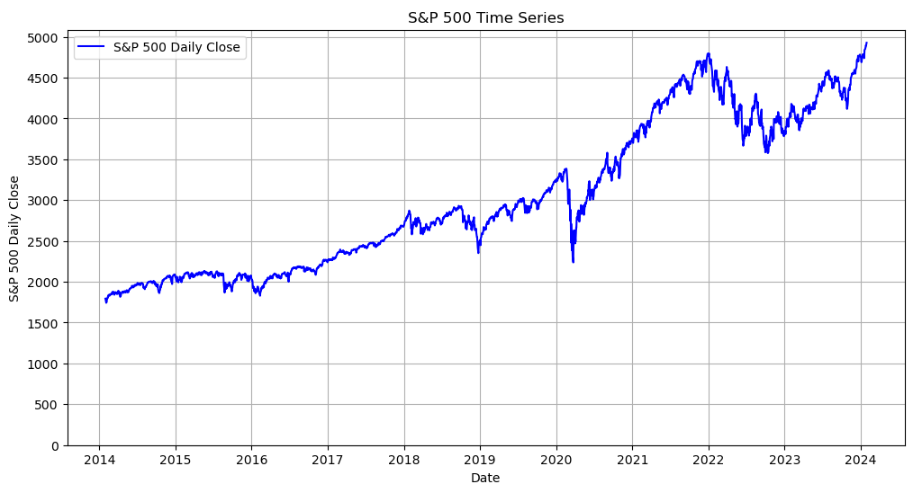 S&P 500 Time Series
S&P 500 Daily Close
S&P 500 Daily Close
5000
4500
4000
3500
3000
2500
2000
1500
1000
500
0
2014 2015 2016 2017 2018 2019 2020 2021 2022 2023 2024
Date